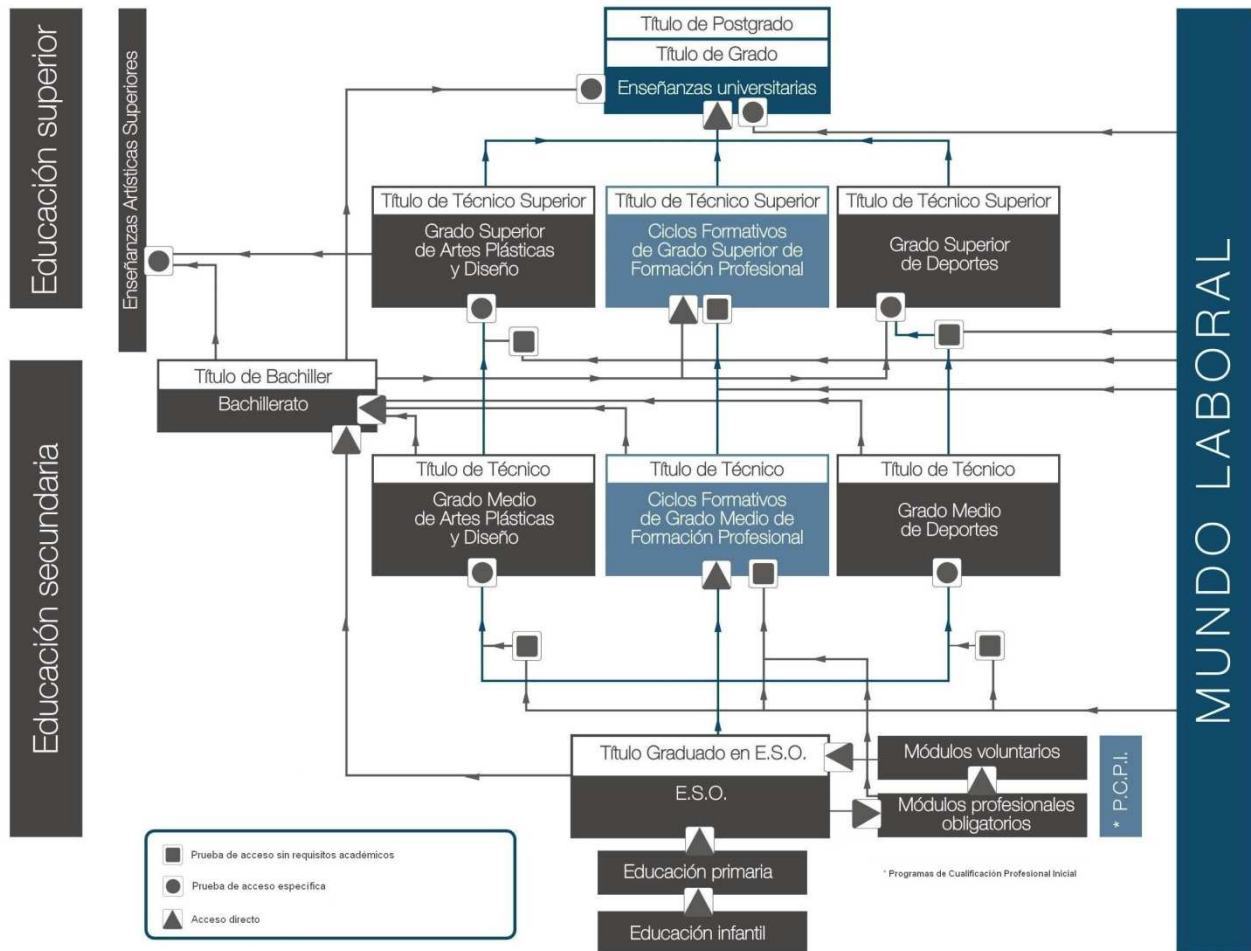 Educación superior
Enseñanzas Artísticas Superiores
Título de Postgrado
Título de Grado
Enseñanzas universitarias
Título de Técnico Superior
Grado Superior
de Artes Plásticas
y Diseño
Título de Técnico Superior
Ciclos Formativos
de Grado Superior de
Formación Profesional
Título de Técnico Superior
Grado Superior
de Deportes
MUNDO LABORAL
Educación secundaria
Título de Bachiller
Bachillerato
Título de Técnico
Grado Medio
de Artes Plásticas
y Diseño
Título de Técnico
Ciclos Formativos
de Grado Medio de
Formación Profesional
Título de Técnico
Grado Medio
de Deportes
Título Graduado en E.S.O.
E.S.O.
Módulos voluntarios
Módulos profesionales
obligatorios
* P.C.P.I.
Educación primaria
Educación infantil
* Programas de Cualificación Profesional Inicial
Prueba de acceso sin requisitos académicos
Prueba de acceso específica
Acceso directo